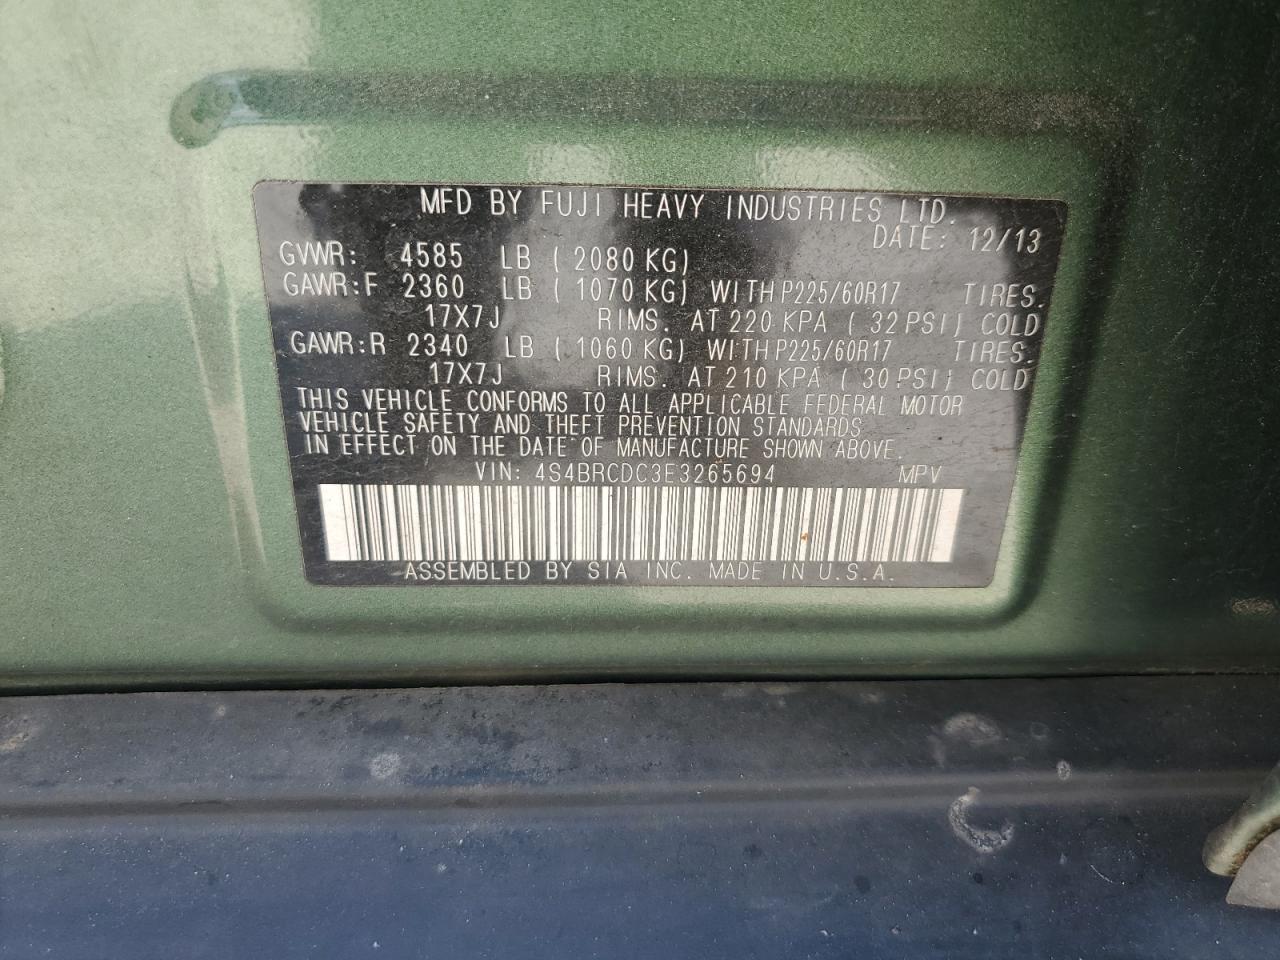 MFD BY FUJI HEAVY INDUSTRIES LTD.
DATE: 12/13
GVWR: 4585 LB ( 2080 KG)
GAWR:F 2360 LB ( 1070 KG) WITH P225/60R17 TIRES.
17X7J RIMS. AT 220 KPA ( 32 PSI) COLD
GAWR:R 2340 LB ( 1060 KG) WITH P225/60R17 TIRES.
17X7J RIMS. AT 210 KPA ( 30 PSI) COLD
THIS VEHICLE CONFORMS TO ALL APPLICABLE FEDERAL MOTOR
VEHICLE SAFETY AND THEFT PREVENTION STANDARDS
IN EFFECT ON THE DATE OF MANUFACTURE SHOWN ABOVE.
VIN: 4S4BRCDC3E3265694 MPV
ASSEMBLED BY SIA INC. MADE IN U.S.A.